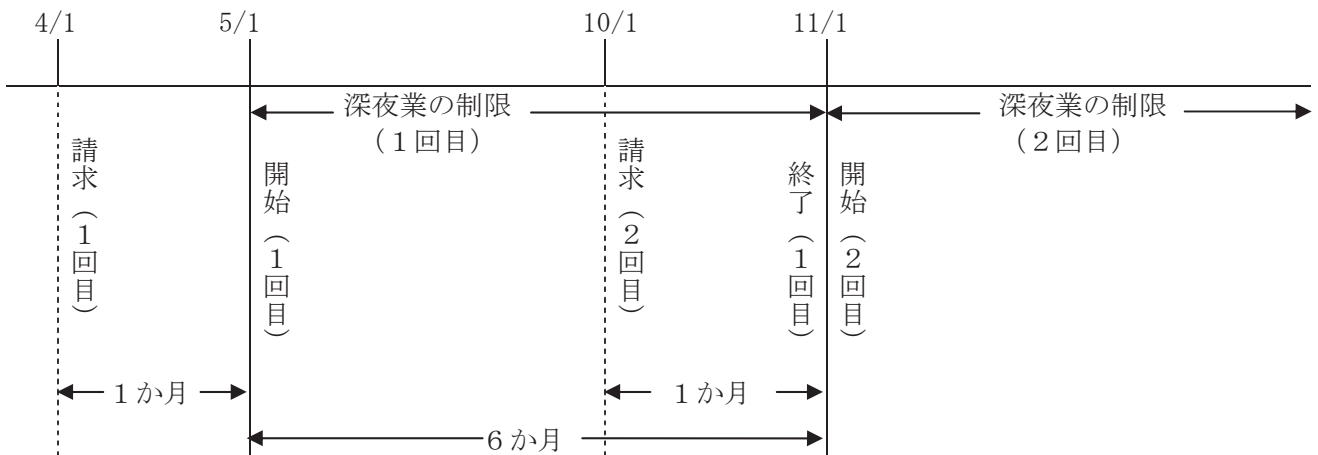 4/1
5/1
10/1
11/1
深夜業の制限
（１回目）
深夜業の制限
（２回目）
請求（１回目）
開始（１回目）
請求（２回目）
終了（１回目）
開始（２回目）
１か月
１か月
６か月